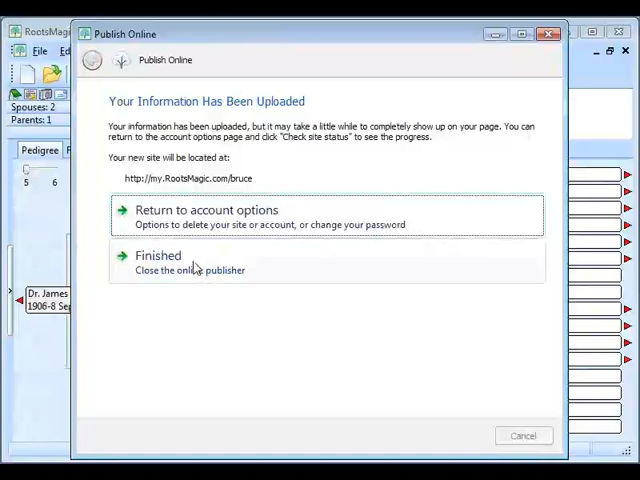 RootsMagic
Publish Online
File
Publish Online
Spouses: 2
Parents: 1
Your Information Has Been Uploaded
Your information has been uploaded, but it may take a little while to completely show up on your page. You can
return to the account options page and click "Check site status" to see the progress.
Pedigree
Your new site will be located at:
5 6
http://my.RootsMagic.com/bruce
Return to account options
Options to delete your site or account, or change your password
Finished
Close the online publisher
Dr. James
1906-8 Sep
Cancel